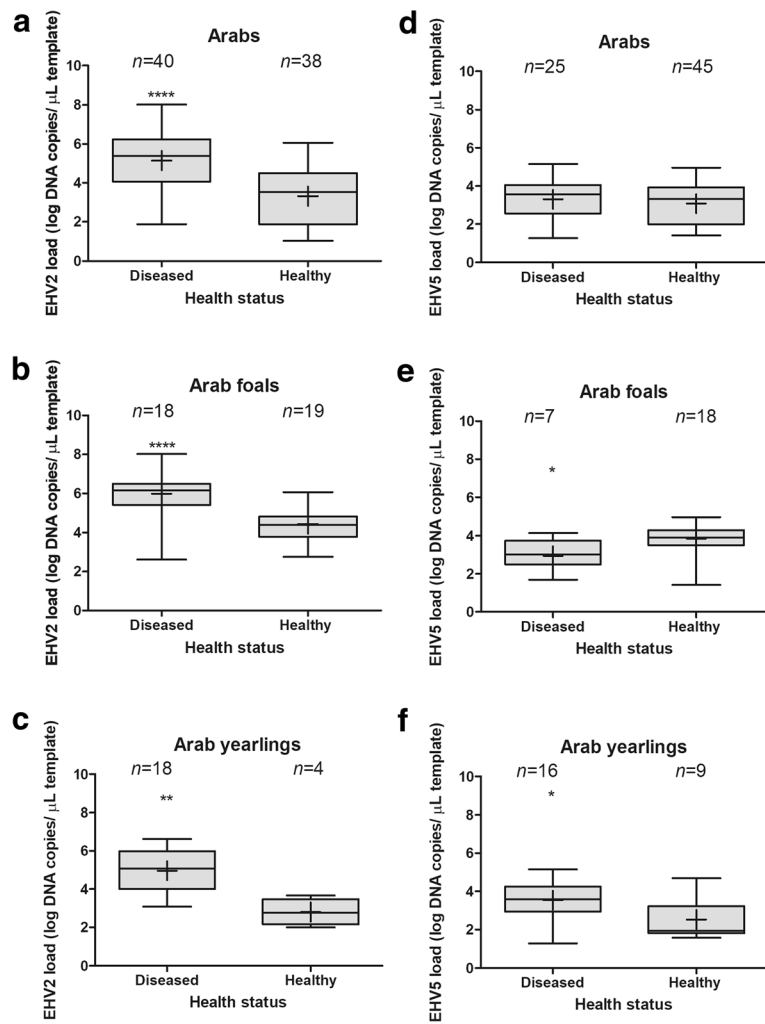 a
Arabs
n=40
n=38
****
EHV2 load (log DNA copies/ μL template)
10
8
6
4
2
0
Diseased
Healthy
Health status
d
Arabs
n=25
n=45
EHV5 load (log DNA copies/ μL template)
10
8
6
4
2
0
Diseased
Healthy
Health status
b
Arab foals
n=18
n=19
****
EHV2 load (log DNA copies/ μL template)
10
8
6
4
2
0
Diseased
Healthy
Health status
e
Arab foals
n=7
n=18
*
EHV5 load (log DNA copies/ μL template)
10
8
6
4
2
0
Diseased
Healthy
Health status
c
Arab yearlings
n=18
n=4
**
EHV2 load (log DNA copies/ μL template)
10
8
6
4
2
0
Diseased
Healthy
Health status
f
Arab yearlings
n=16
n=9
*
EHV5 load (log DNA copies/ μL template)
10
8
6
4
2
0
Diseased
Healthy
Health status